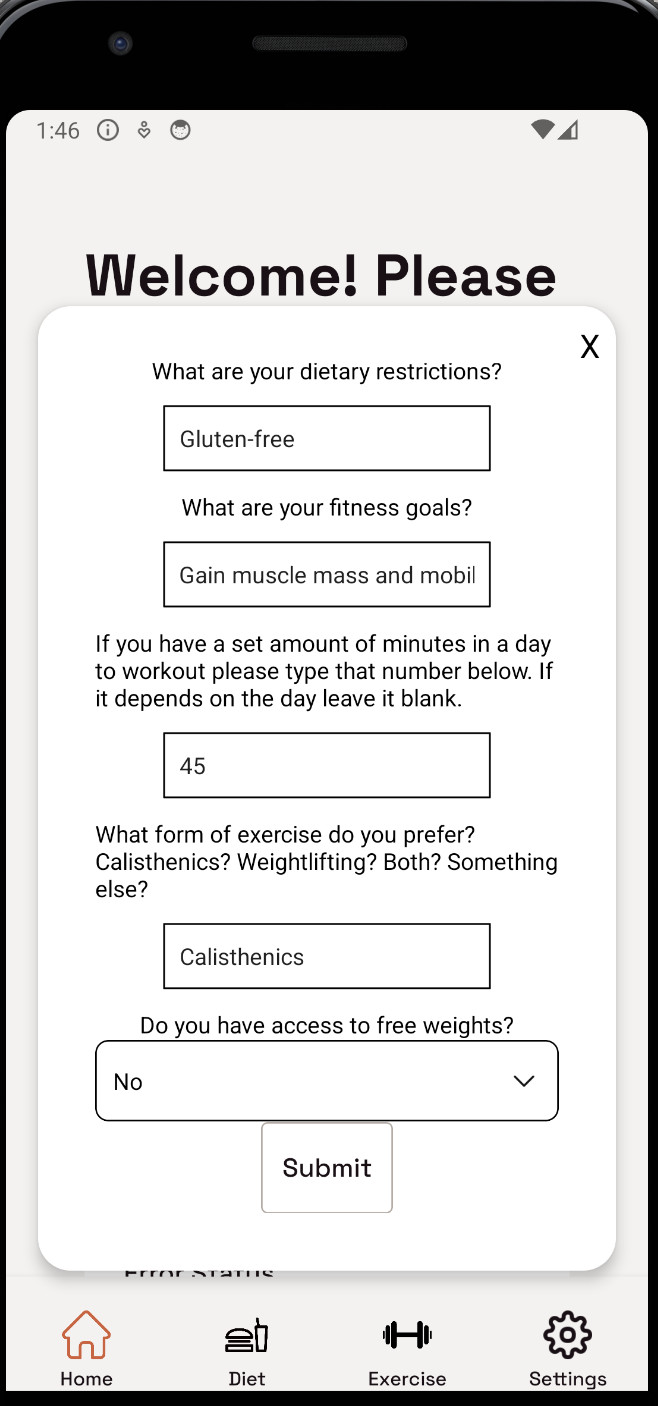 1:46
Welcome! Please
X
What are your dietary restrictions?
Gluten-free
What are your fitness goals?
Gain muscle mass and mobil
If you have a set amount of minutes in a day
to workout please type that number below. If
it depends on the day leave it blank.
45
What form of exercise do you prefer?
Calisthenics? Weightlifting? Both? Something
else?
Calisthenics
Do you have access to free weights?
No
Submit
Error Status
Home Diet Exercise Settings